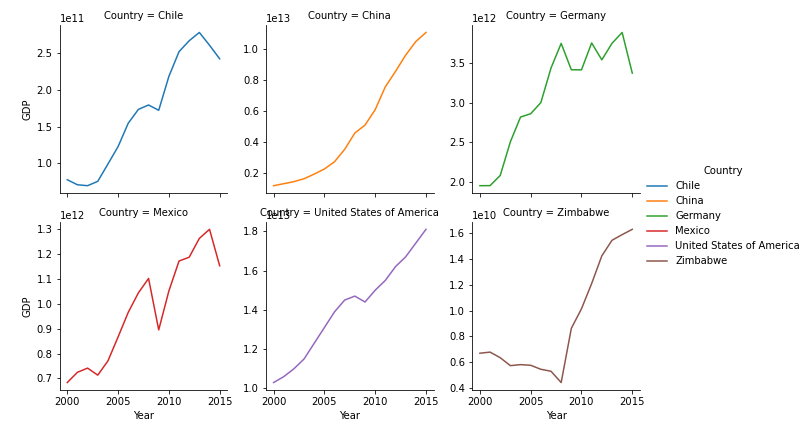 Country = Chile
1e11
2.5
2.0
1.5
1.0
GDP
Country = China
1e13
1.0
0.8
0.6
0.4
0.2
Country = Germany
1e12
3.5
3.0
2.5
2.0
Country = Mexico
1e12
1.3
1.2
1.1
1.0
0.9
0.8
0.7
GDP
2000 2005 2010 2015
Year
Country = United States of America
1e13
1.8
1.6
1.4
1.2
1.0
2000 2005 2010 2015
Year
Country = Zimbabwe
1e10
1.6
1.4
1.2
1.0
0.8
0.6
0.4
2000 2005 2010 2015
Year
Country
Chile
China
Germany
Mexico
United States of America
Zimbabwe